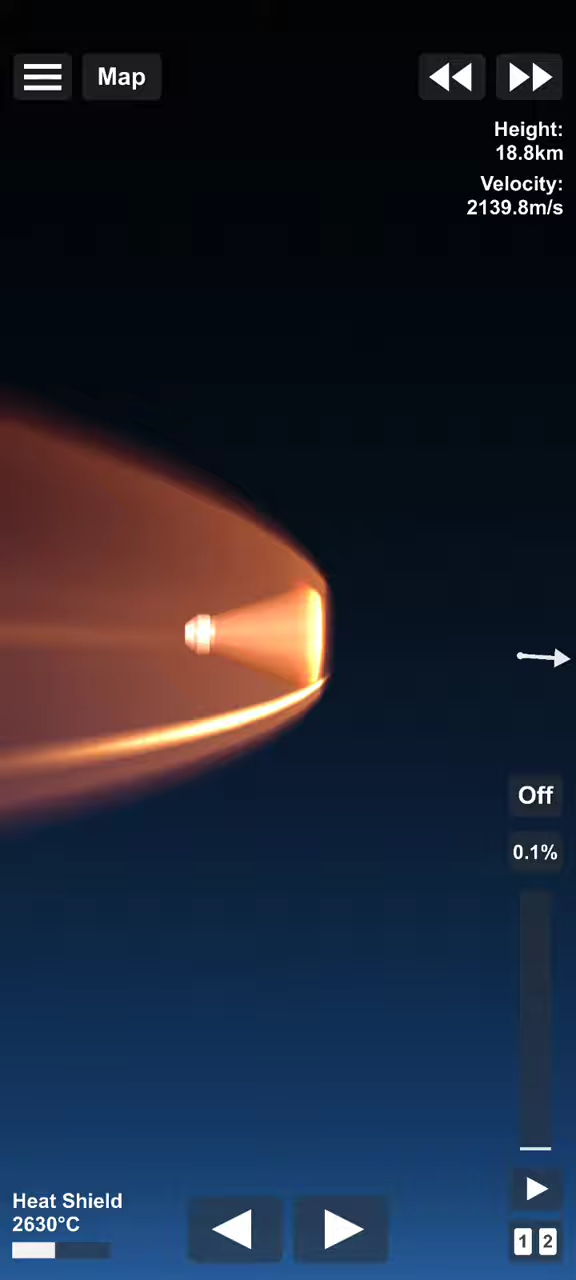 Map
Height:
18.8km
Velocity:
2139.8m/s
Off
0.1%
Heat Shield
2630°C
1 2